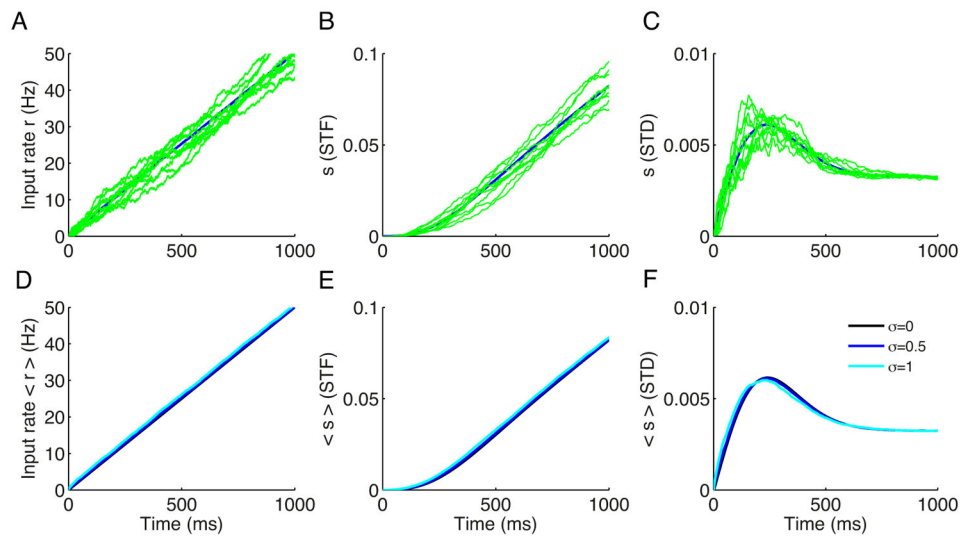 A
B
C
Input rate r (Hz)
50
40
30
20
10
0
0
500
1000
s (STF)
0.1
0.05
0
0
500
1000
s (STD)
0.01
0.005
0
0
500
1000
D
E
F
Input rate < r > (Hz)
50
40
30
20
10
0
0
500
1000
Time (ms)
< s > (STF)
0.1
0.05
0
0
500
1000
Time (ms)
< s > (STD)
0.01
0.005
0
0
500
1000
Time (ms)
σ=0
σ=0.5
σ=1